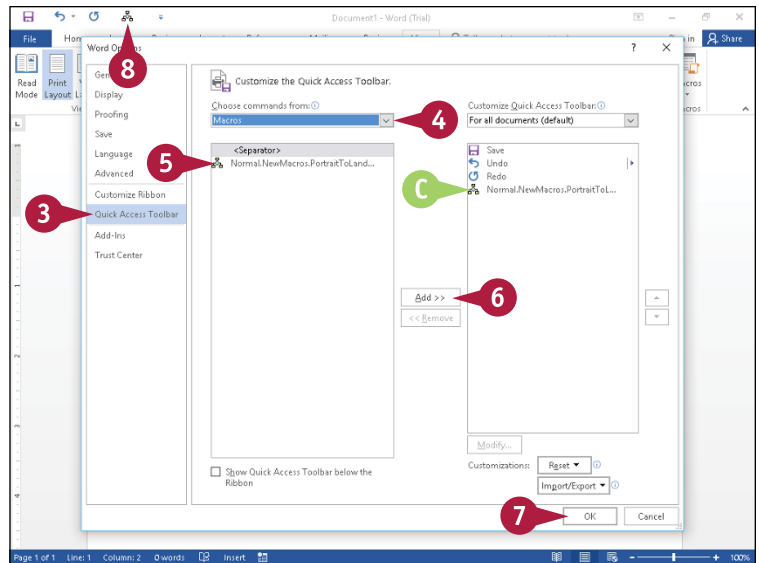 Document1 - Word (Trial)
8
File
Share
Word Options
? 
Read Mode
Print Layout
General
Display
Proofing
Save
Language
Advanced
Customize Ribbon
3
Quick Access Toolbar
Add-Ins
Trust Center
Customize the Quick Access Toolbar.
Choose commands from:
Macros
4
<Separator>
5
Normal.NewMacros.PortraitToLand...
Customize Quick Access Toolbar:
For all documents (default)
Save
Undo
Redo
C
Normal.NewMacros.PortraitToL...
Add >>
6
<< Remove
Modify...
Customizations:
Reset
Import/Export
Show Quick Access Toolbar below the
Ribbon
7
OK
Cancel
Page 1 of 1
Line: 1
Column: 2
0 words
Insert
100%